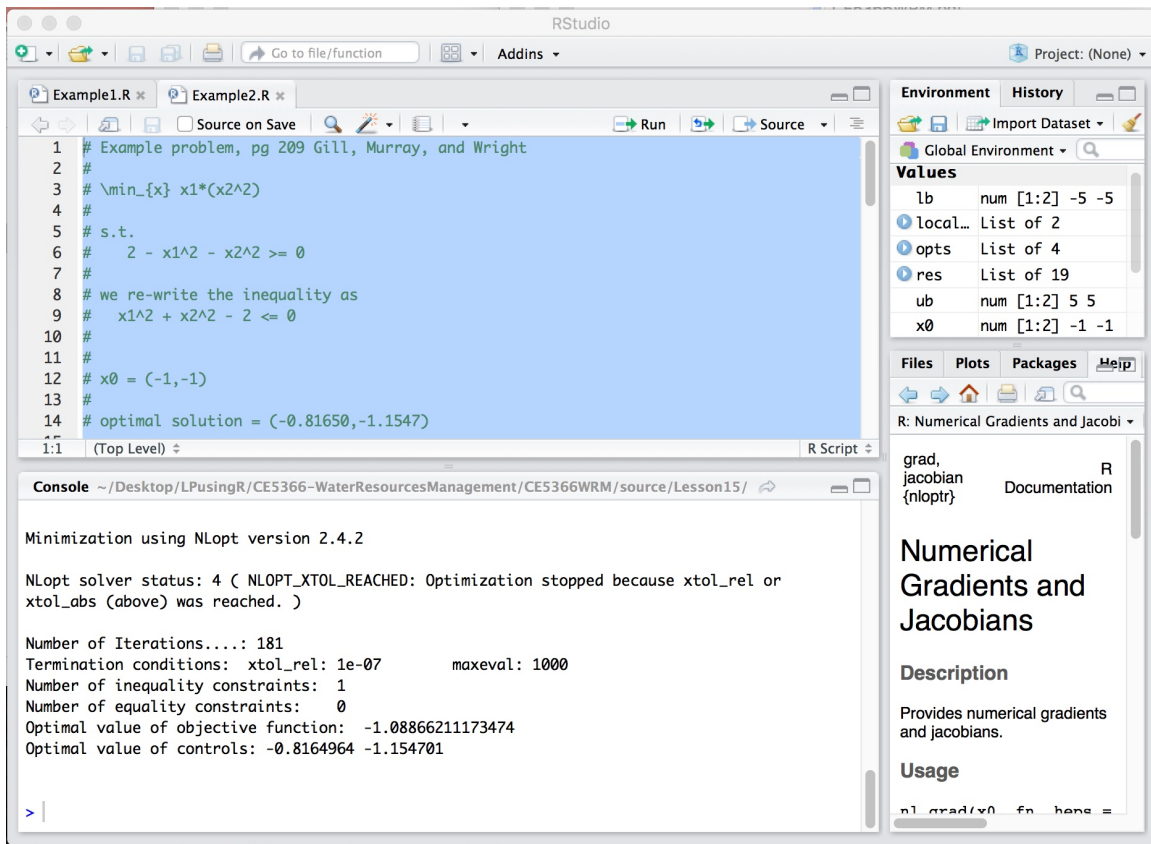 RStudio
Go to file/function
Addins
Project: (None)
Example1.R
Example2.R
Source on Save
Run
Source
1 # Example problem, pg 209 Gill, Murray, and Wright
2 #
3 # \min_{x} x1*(x2^2)
4 #
5 # s.t.
6 #    2 - x1^2 - x2^2 >= 0
7 #
8 # we re-write the inequality as
9 #   x1^2 + x2^2 - 2 <= 0
10 #
11 #
12 # x0 = (-1,-1)
13 #
14 # optimal solution = (-0.81650,-1.1547)
1:1 (Top Level) R Script
Console ~/Desktop/LPusingR/CE5366-WaterResourcesManagement/CE5366WRM/source/Lesson15/
Minimization using NLopt version 2.4.2
NLopt solver status: 4 ( NLOPT_XTOL_REACHED: Optimization stopped because xtol_rel or
xtol_abs (above) was reached. )
Number of Iterations....: 181
Termination conditions:  xtol_rel: 1e-07 maxeval: 1000
Number of inequality constraints:  1
Number of equality constraints:    0
Optimal value of objective function:  -1.08866211173474
Optimal value of controls: -0.8164964 -1.154701
>
Environment History
Import Dataset
Global Environment
Values
lb num [1:2] -5 -5
local… List of 2
opts List of 4
res List of 19
ub num [1:2] 5 5
x0 num [1:2] -1 -1
Files Plots Packages Help
R: Numerical Gradients and Jacobi
grad,
jacobian
{nloptr}
R
Documentation
Numerical
Gradients and
Jacobians
Description
Provides numerical gradients
and jacobians.
Usage
nl.grad(x0, fn, heps =